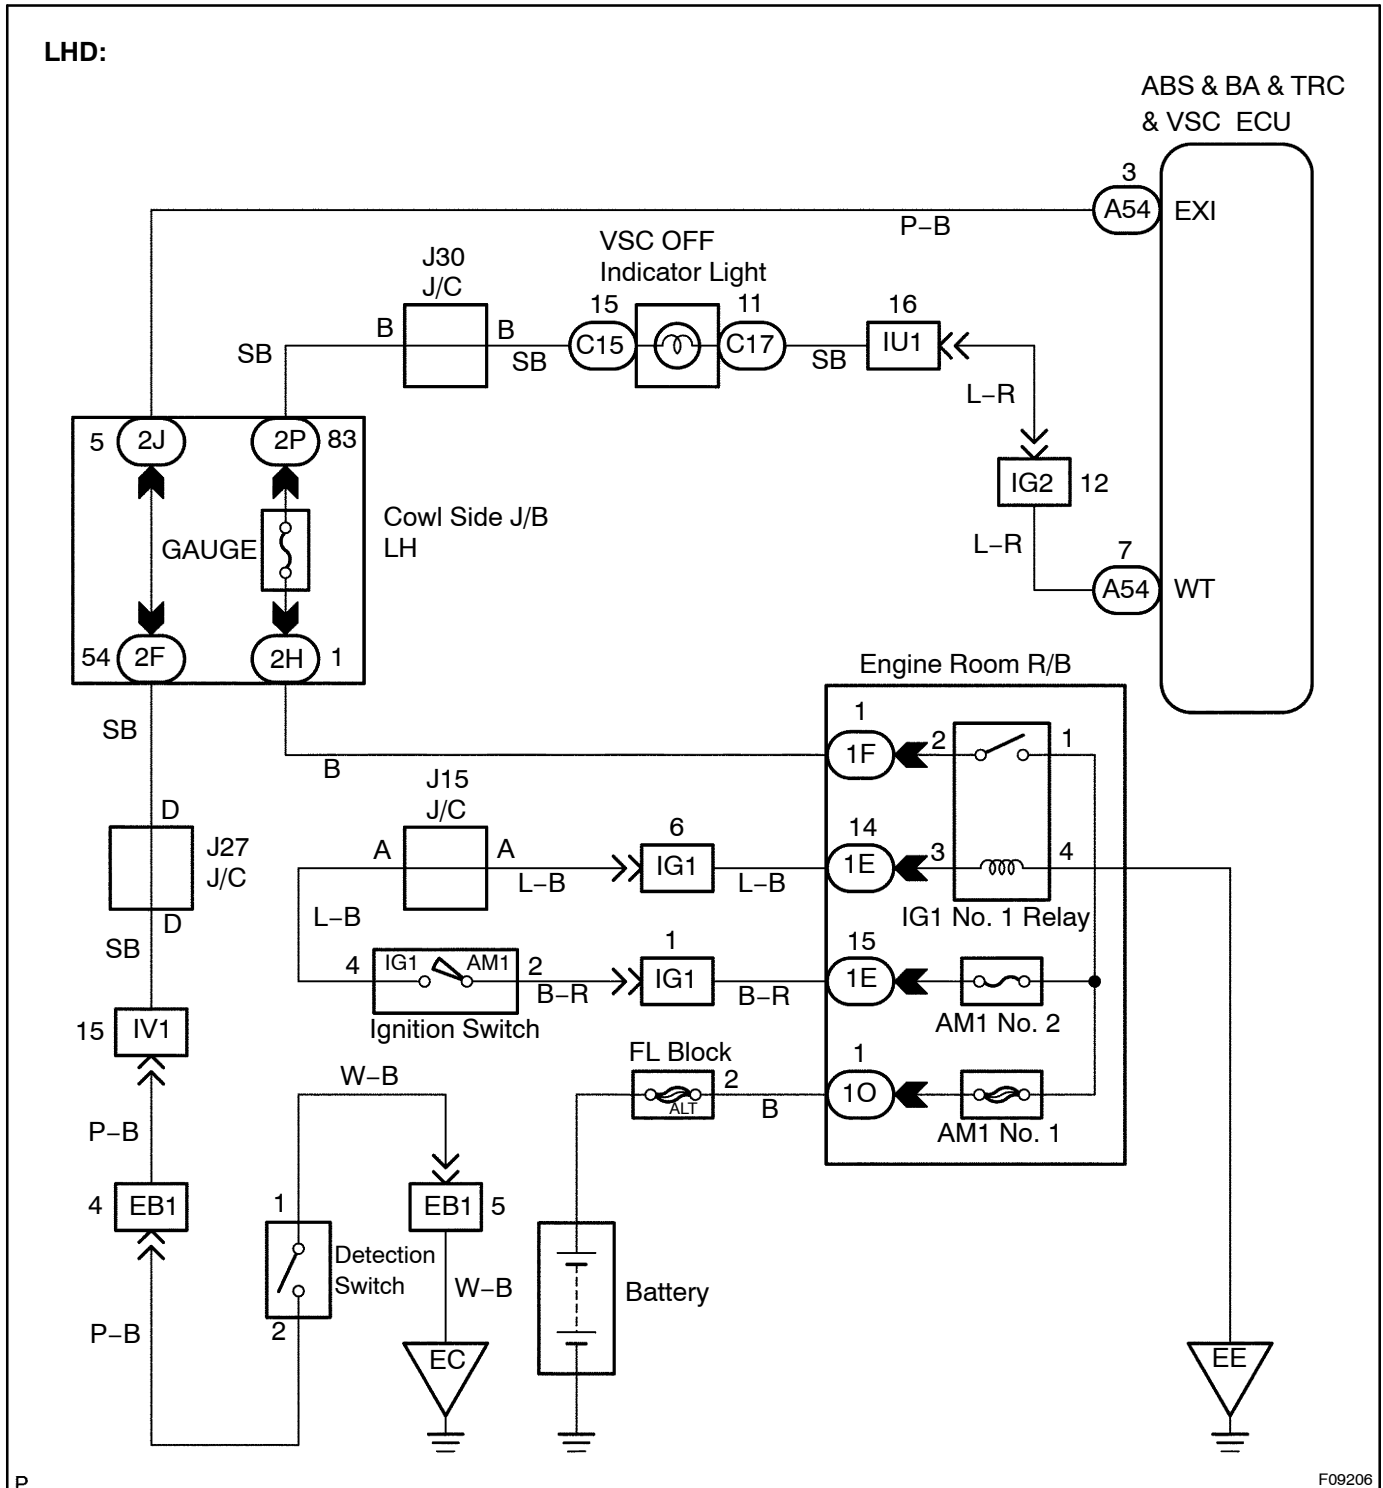 LHD:
ABS & BA & TRC
& VSC ECU
3
A54
EXI
P–B
VSC OFF
Indicator Light
J30
J/C
15
11
16
B
B
C15
C17
IU1
SB
SB
SB
L–R
5
2J
2P
83
IG2
12
Cowl Side J/B
LH
GAUGE
L–R
7
A54
WT
54
2F
2H
1
Engine Room R/B
SB
1
1F
2
1
B
J15
J/C
D
6
14
J27
J/C
A
A
IG1
1E
3
4
L–B
L–B
D
L–B
IG1 No. 1 Relay
SB
1
15
4
IG1
AM1
2
IG1
1E
B–R
B–R
15
IV1
Ignition Switch
AM1 No. 2
FL Block
1
W–B
2
1O
ALT
B
P–B
AM1 No. 1
4
EB1
1
EB1
5
Detection
Switch
W–B
Battery
P–B
2
EC
EE
P
F09206